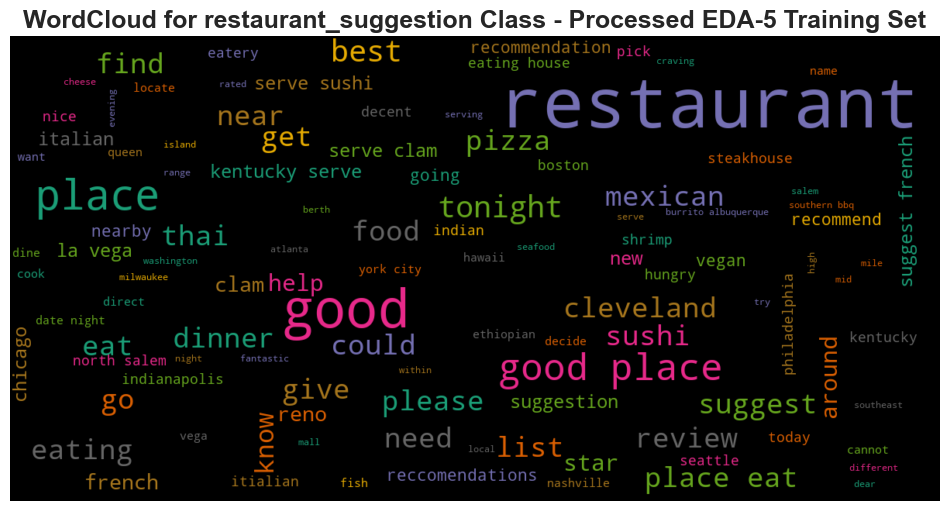 WordCloud for restaurant_suggestion Class - Processed EDA-5 Training Set
find
eatery
best
recommendation
pick
eating house
craving
name
cheese
locate
rated
serve sushi
restaurant
evening
nice
near
decent
serving
italian
get
pizza
island
want
queen
serve clam
boston
steakhouse
range
kentucky serve
going
suggest french
place
mexican
salem
southern bbq
berth
tonight
burrito albuquerque
serve
recommend
nearby
thai
food
indian
dine
la vega
atlanta
seafood
shrimp
washington
hawaii
new
vegan
cook
milwaukee
york city
hungry
high
mile
mid
clam
help
philadelphia
direct
good
cleveland
try
date night
dinner
could
ethiopian
decide
sushi
kentucky
eat
chicago
north salem
night
fantastic
within
good place
around
indianapolis
give
go
reno
please
suggestion
suggest
southeast
know
need
list
review
today
eating
vega
mall
local
cannot
star
seattle
different
french
itialian
fish
reccomendations
nashville
place eat
dear